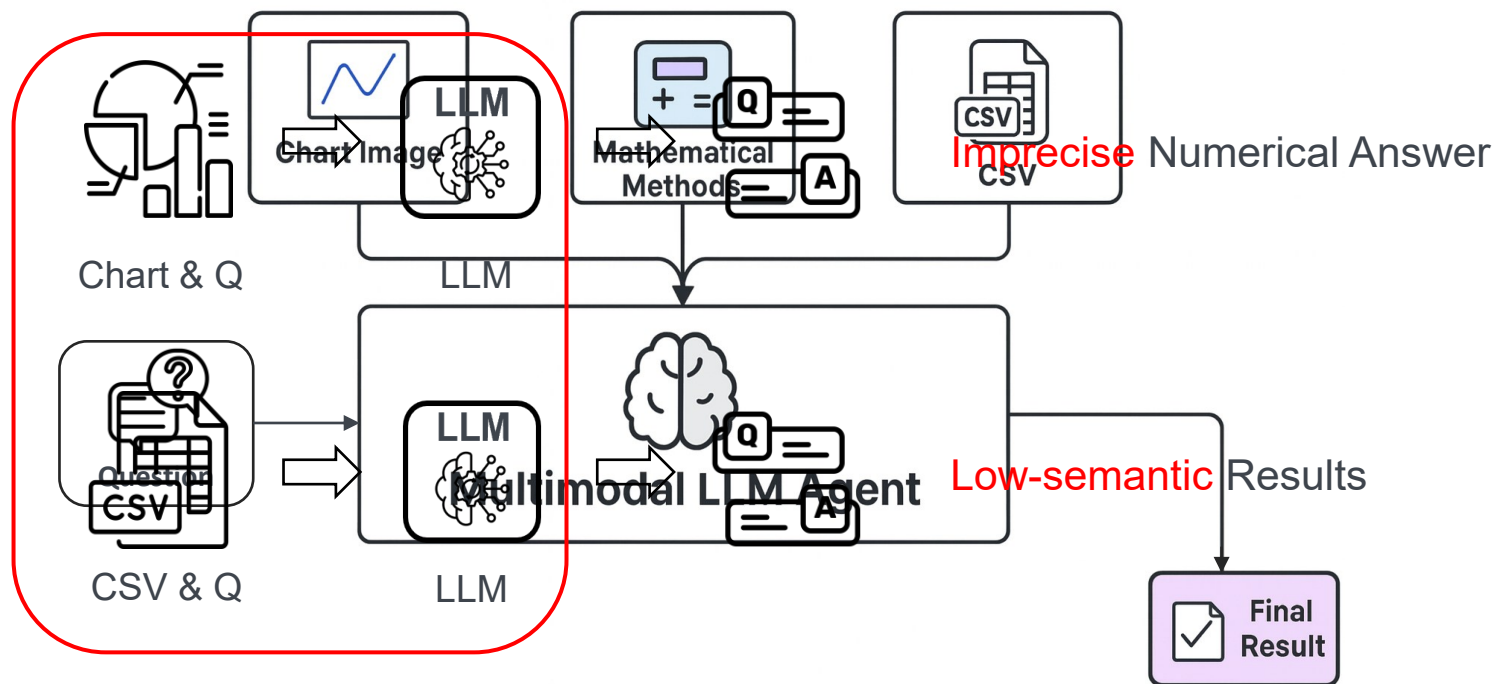 LLM
Chart Image
Q
Mathematical
Methods
A
CSV
CSV
Imprecise Numerical Answer
Chart & Q
LLM
?
Question
CSV
CSV & Q
LLM
LLM
Q
Multimodal LLM Agent
A
Low-semantic Results
Final
Result